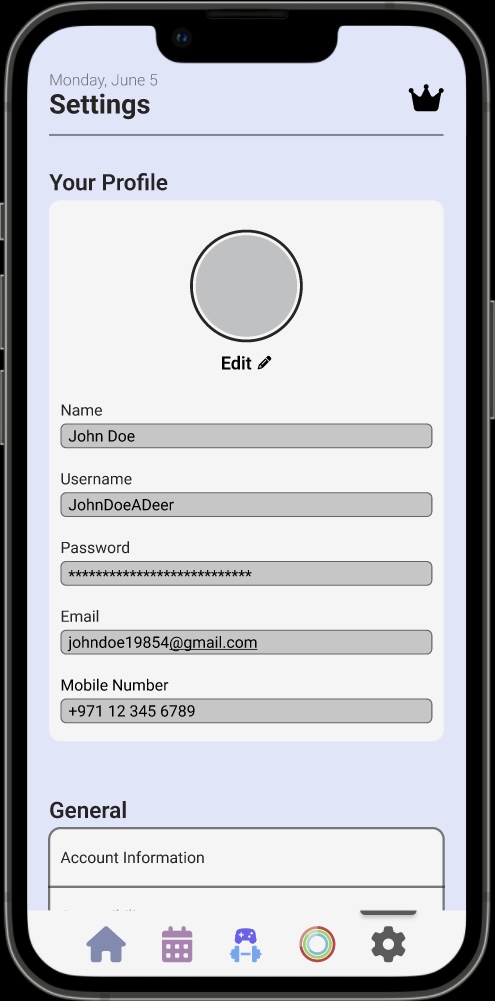 Monday, June 5
Settings
Your Profile
Edit
Name
John Doe
Username
JohnDoeADeer
Password
***************************
Email
johndoe19854@gmail.com
Mobile Number
+971 12 345 6789
General
Account Information